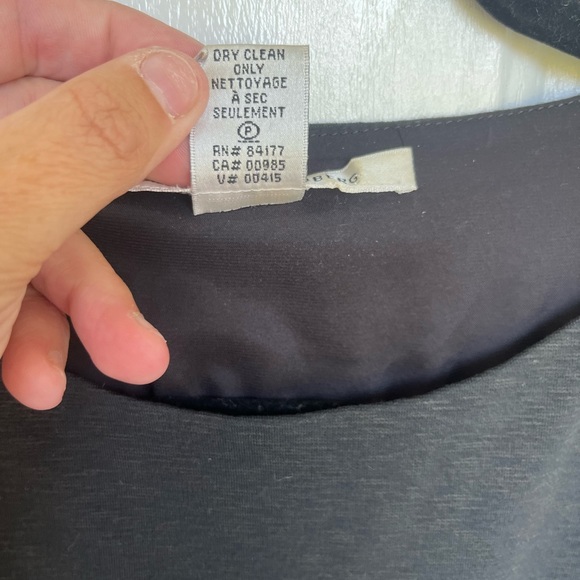 DRY CLEAN
ONLY
NETTOYAGE
À SEC
SEULEMENT
P
RN# 84177
CA# 00985
V# 00415